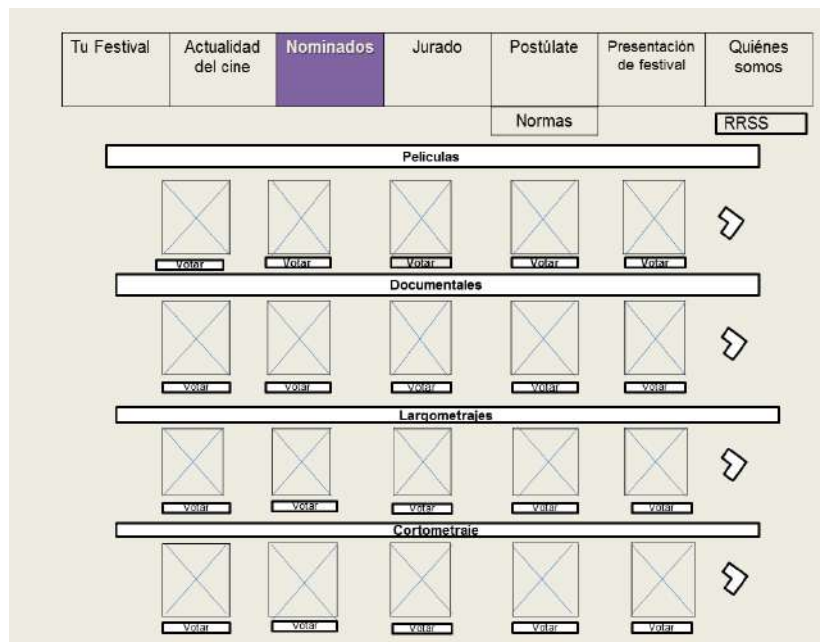 Tu Festival
Actualidad
del cine
Nominados
Jurado
Postúlate
Presentación
de festival
Quiénes
somos
Normas
RRSS
Peliculas
Votar Votar Votar Votar Votar
Documentales
Votar Votar Votar Votar Votar
Largometrajes
Votar Votar Votar Votar Votar
Cortometraje
Votar Votar Votar Votar Votar